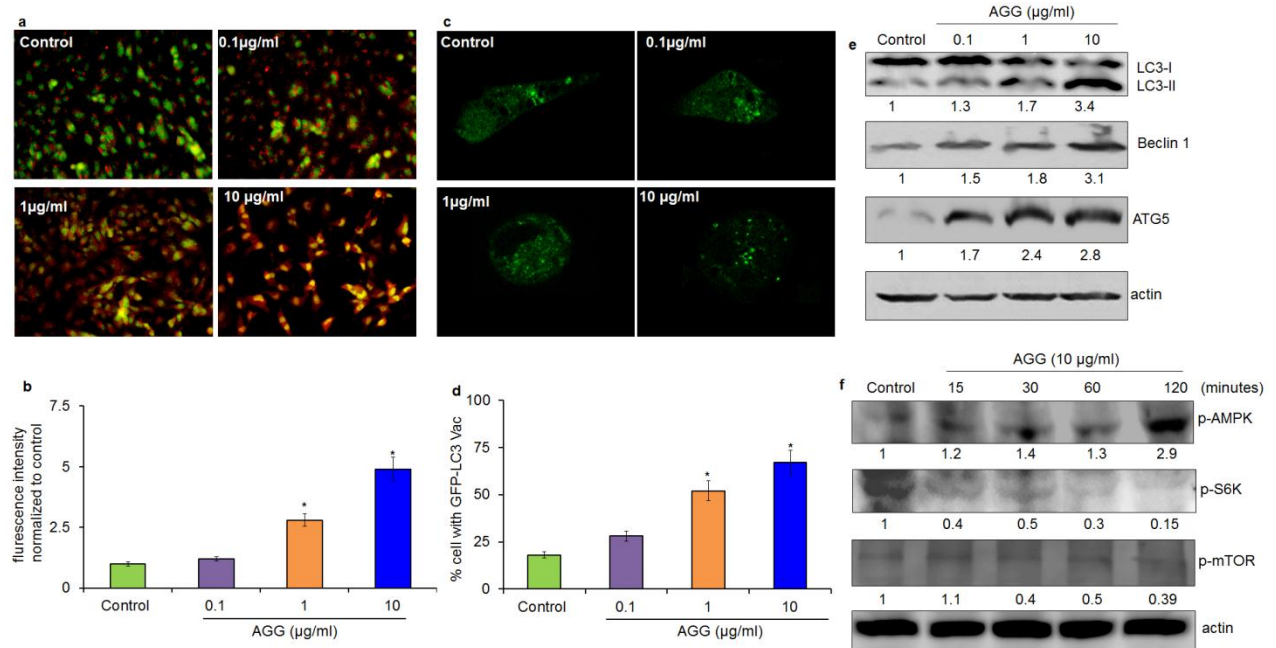 a
Control
0.1µg/ml
1µg/ml
10 µg/ml
b
flurescence intensity
normalized to control
7.5
5
2.5
0
*
*
Control
0.1
1
10
AGG (µg/ml)
c
Control
0.1µg/ml
1µg/ml
10 µg/ml
d
% cell with GFP-LC3 Vac
100
75
50
25
0
*
*
Control
0.1
1
10
AGG (µg/ml)
e
AGG (µg/ml)
Control 0.1 1 10
LC3-I
LC3-II
1 1.3 1.7 3.4
Beclin 1
1 1.5 1.8 3.1
ATG5
1 1.7 2.4 2.8
actin
f
AGG (10 µg/ml)
Control 15 30 60 120 (minutes)
p-AMPK
1 1.2 1.4 1.3 2.9
p-S6K
1 0.4 0.5 0.3 0.15
p-mTOR
1 1.1 0.4 0.5 0.39
actin